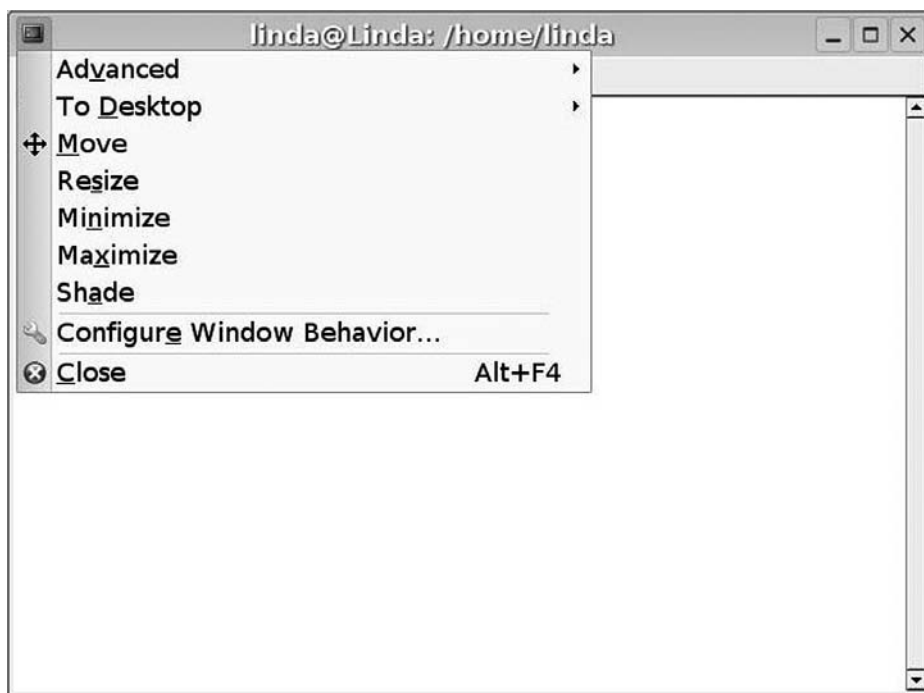 linda@Linda: /home/linda
Advanced
To Desktop
Move
Resize
Minimize
Maximize
Shade
Configure Window Behavior...
Close Alt+F4